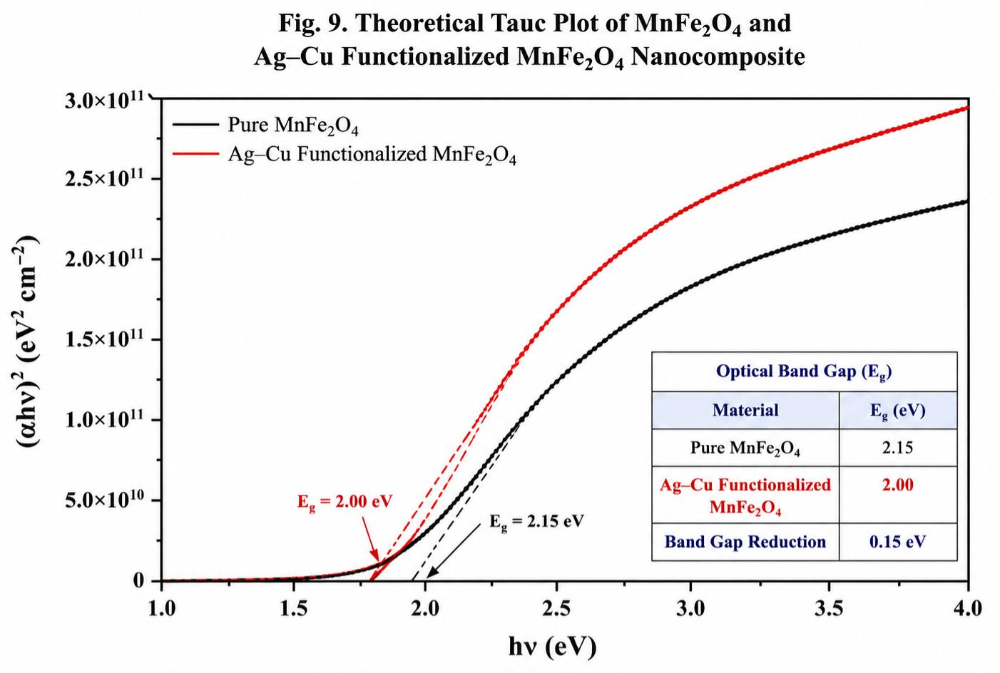 Fig. 9. Theoretical Tauc Plot of MnFe₂O₄ and
Ag–Cu Functionalized MnFe₂O₄ Nanocomposite
3.0×10¹¹
2.5×10¹¹
2.0×10¹¹
1.5×10¹¹
1.0×10¹¹
5.0×10¹⁰
0
(αhν)² (eV² cm⁻²)
Pure MnFe₂O₄
Ag–Cu Functionalized MnFe₂O₄
E_g = 2.00 eV
E_g = 2.15 eV
Optical Band Gap (E_g)
Material E_g (eV)
Pure MnFe₂O₄ 2.15
Ag–Cu Functionalized 2.00
MnFe₂O₄
Band Gap Reduction 0.15 eV
1.0 1.5 2.0 2.5 3.0 3.5 4.0
hν (eV)